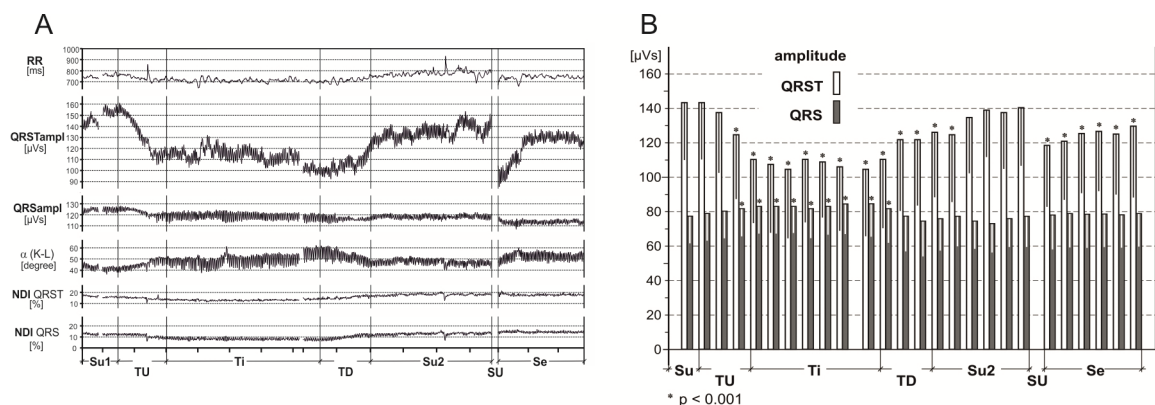 A
RR
[ms]
1000
900
800
700
QRSTampl
[µVs]
160
150
140
130
120
110
100
90
QRSampl
[µVs]
130
120
110
α (K-L)
[degree]
60
50
40
NDI QRST
[%]
20
10
NDI QRS
[%]
20
10
0
Su1
TU
Ti
TD
Su2
SU
Se
B
[µVs]
amplitude
QRST
QRS
160
140
120
100
80
60
40
20
0
Su
TU
Ti
TD
Su2
SU
Se
* p < 0.001